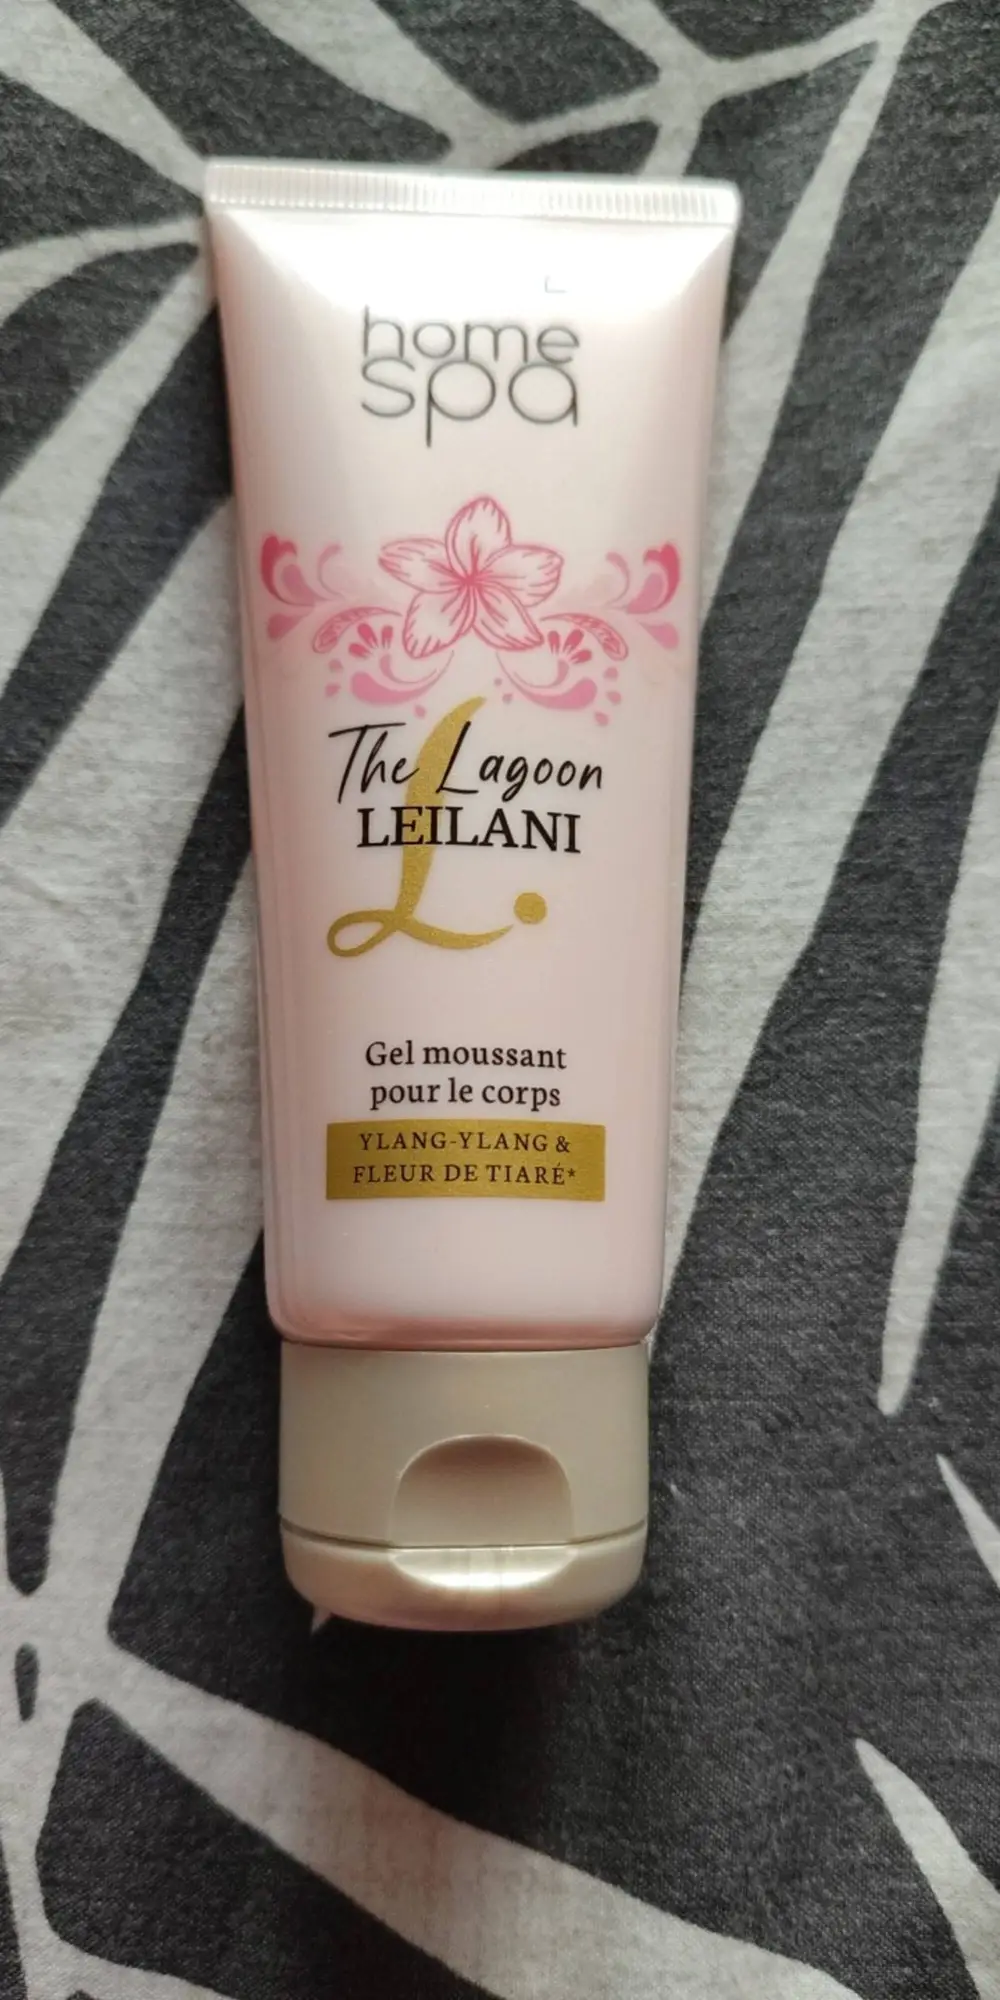 home
spa
The Lagoon
LEILANI
L.
Gel moussant
pour le corps
YLANG-YLANG &
FLEUR DE TIARÉ*